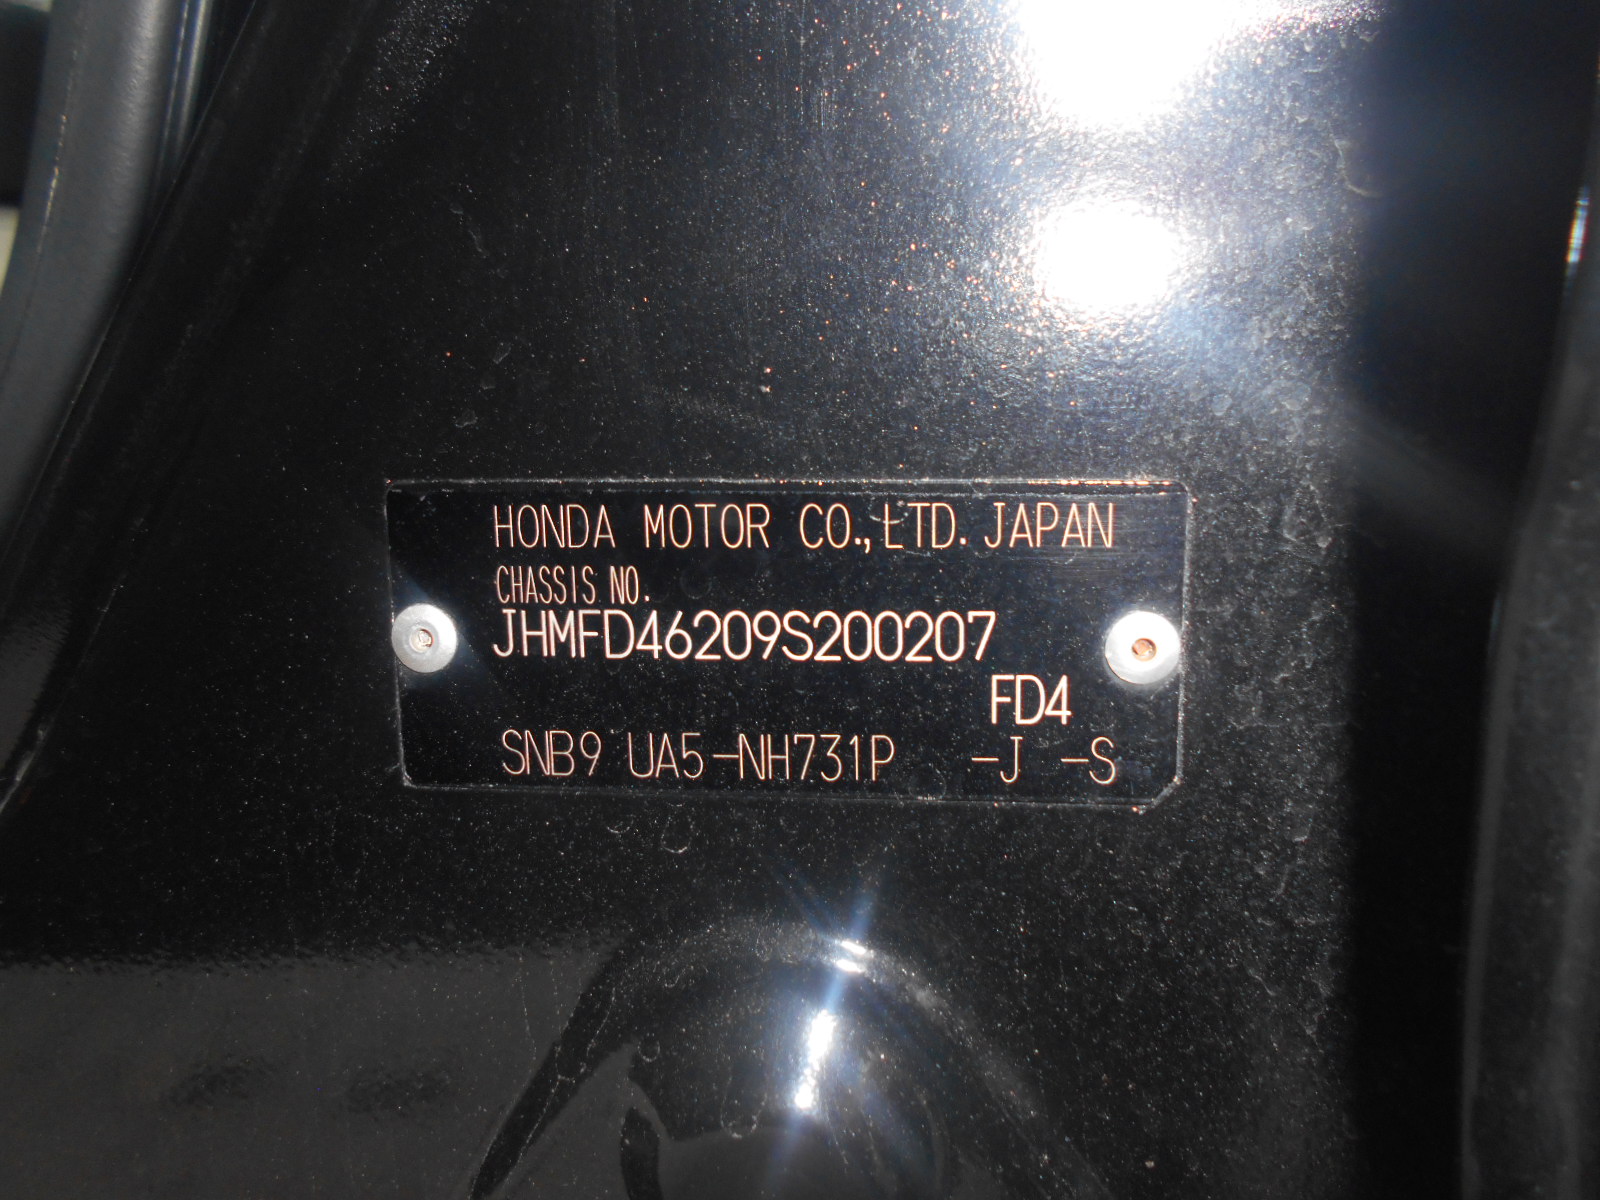 HONDA MOTOR CO.,LTD. JAPAN
CHASSIS NO.
JHMFD46209S200207
FD4
SNB9 UA5-NH731P -J -S